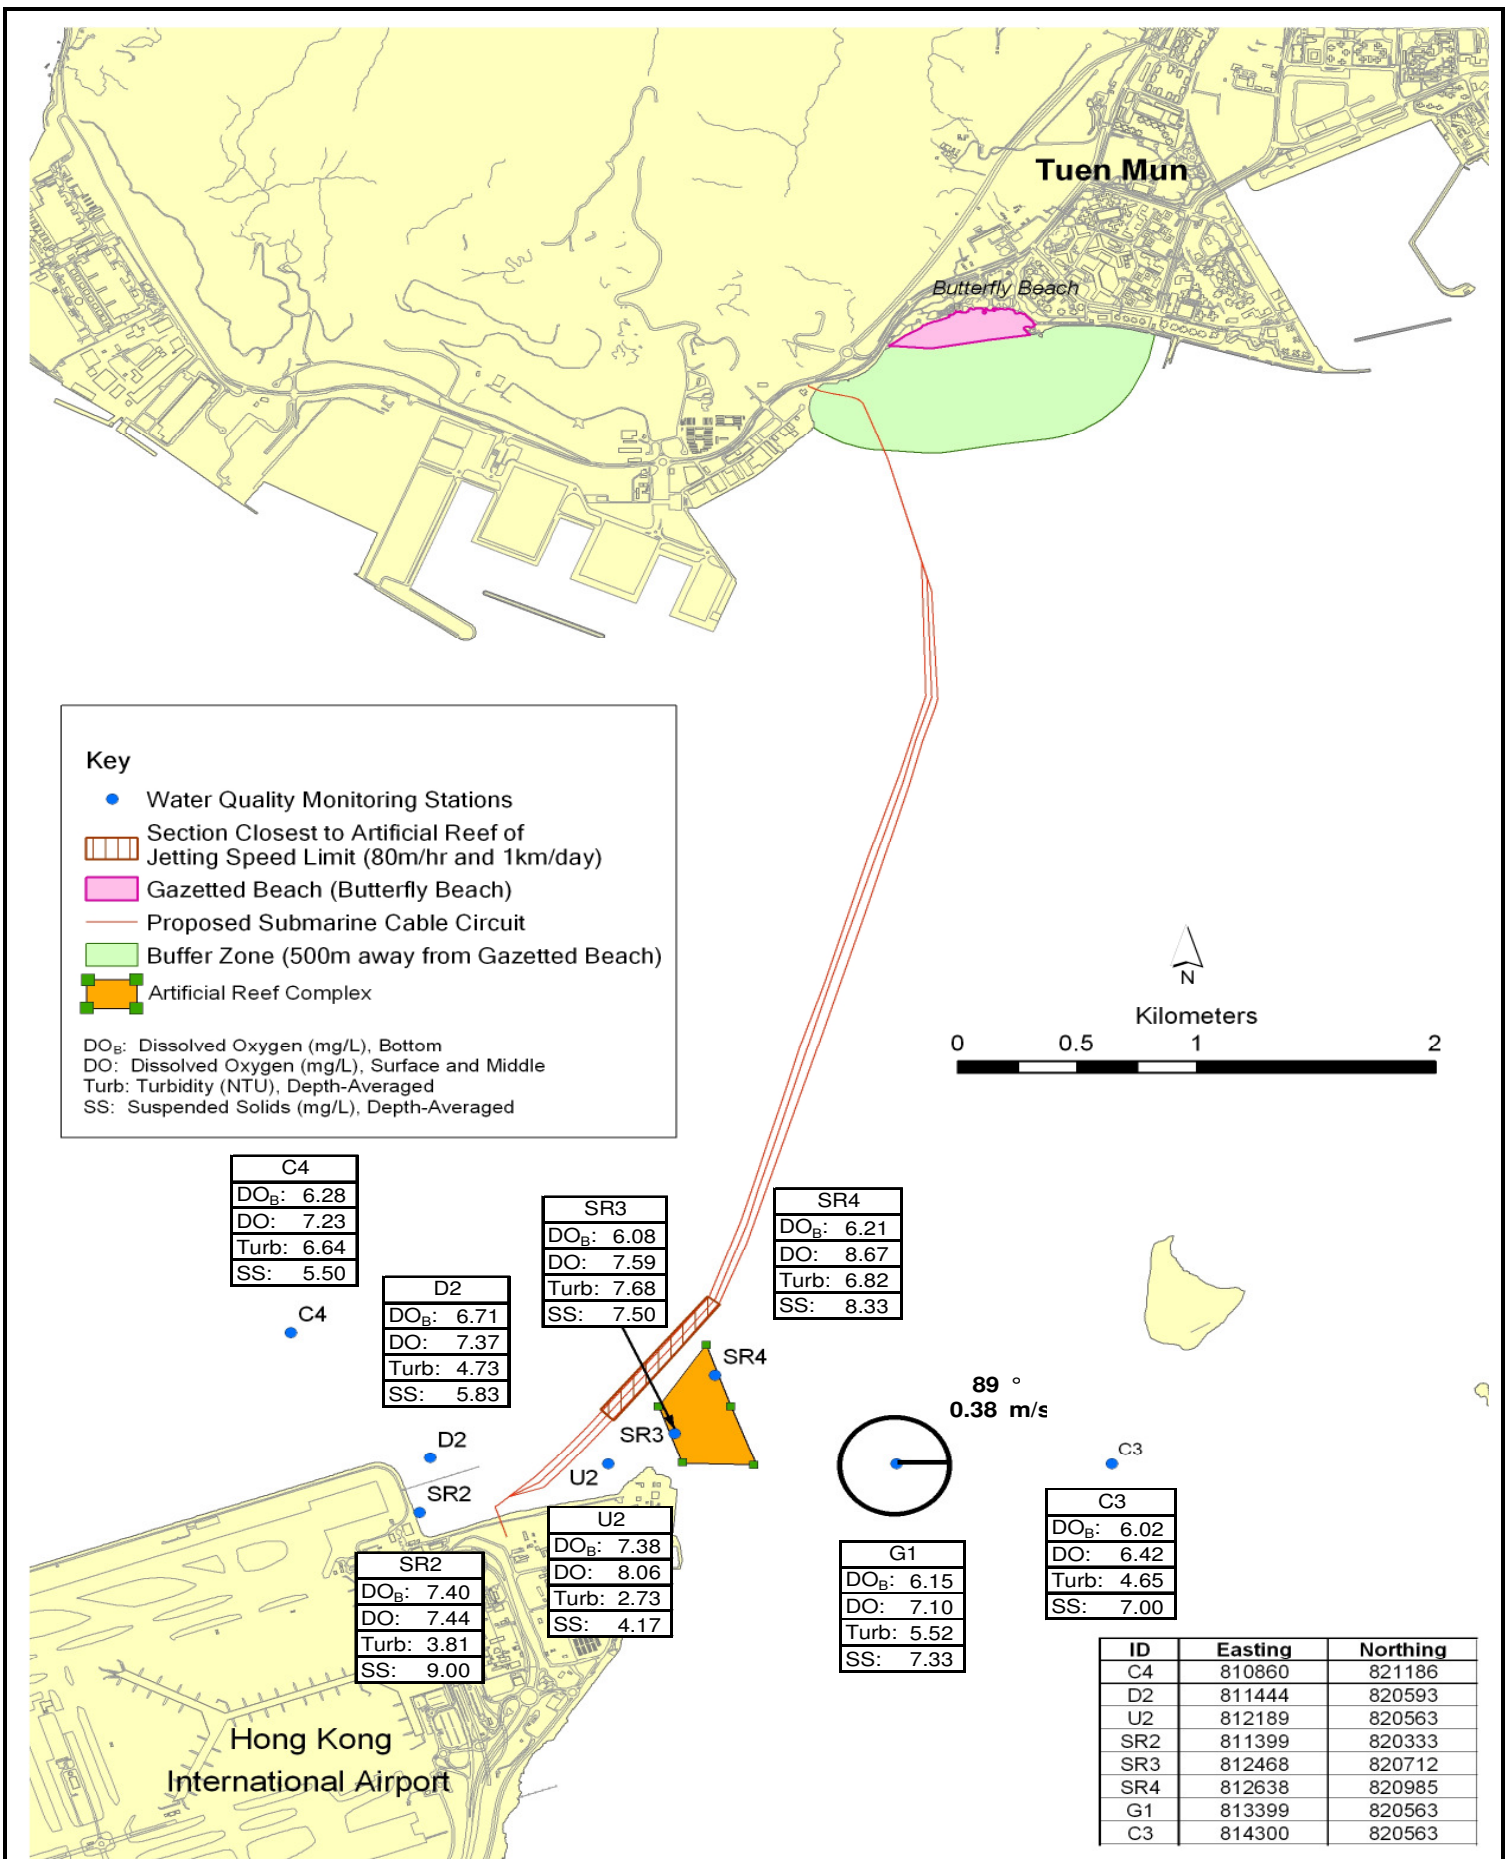 Tuen Mun
Butterfly Beach
Key
Water Quality Monitoring Stations
Section Closest to Artificial Reef of
Jetting Speed Limit (80m/hr and 1km/day)
Gazetted Beach (Butterfly Beach)
Proposed Submarine Cable Circuit
Buffer Zone (500m away from Gazetted Beach)
Artificial Reef Complex
DOB: Dissolved Oxygen (mg/L), Bottom
DO: Dissolved Oxygen (mg/L), Surface and Middle
Turb: Turbidity (NTU), Depth-Averaged
SS: Suspended Solids (mg/L), Depth-Averaged
N
Kilometers
0 0.5 1 2
C4
DOB: 6.28
DO: 7.23
Turb: 6.64
SS: 5.50
C4
D2
DOB: 6.71
DO: 7.37
Turb: 4.73
SS: 5.83
D2
SR3
DOB: 6.08
DO: 7.59
Turb: 7.68
SS: 7.50
SR3
SR4
DOB: 6.21
DO: 8.67
Turb: 6.82
SS: 8.33
SR4
89 °
0.38 m/s
C3
C3
DOB: 6.02
DO: 6.42
Turb: 4.65
SS: 7.00
U2
U2
DOB: 7.38
DO: 8.06
Turb: 2.73
SS: 4.17
SR2
SR2
DOB: 7.40
DO: 7.44
Turb: 3.81
SS: 9.00
G1
DOB: 6.15
DO: 7.10
Turb: 5.52
SS: 7.33
Hong Kong
International Airport
ID Easting Northing
C4 810860 821186
D2 811444 820593
U2 812189 820563
SR2 811399 820333
SR3 812468 820712
SR4 812638 820985
G1 813399 820563
C3 814300 820563